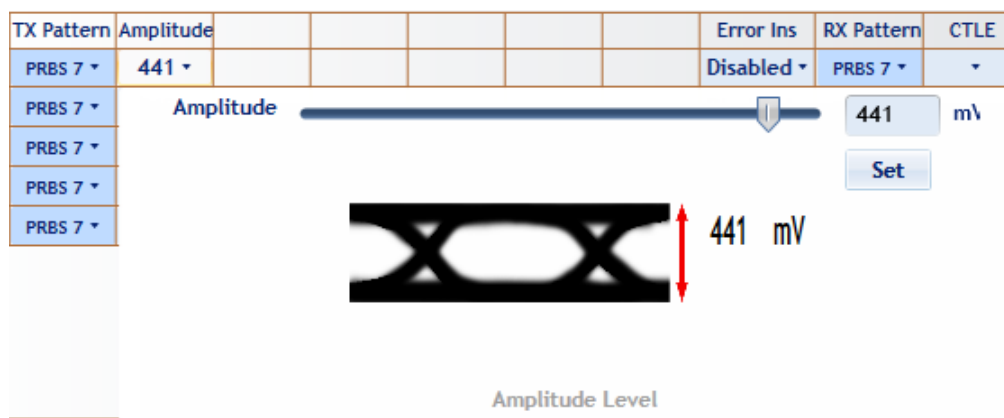 TX Pattern Amplitude Error Ins RX Pattern CTLE
PRBS 7 441 Disabled PRBS 7
PRBS 7 Amplitude 441 mV
PRBS 7
PRBS 7 Set
PRBS 7 441 mV
Amplitude Level